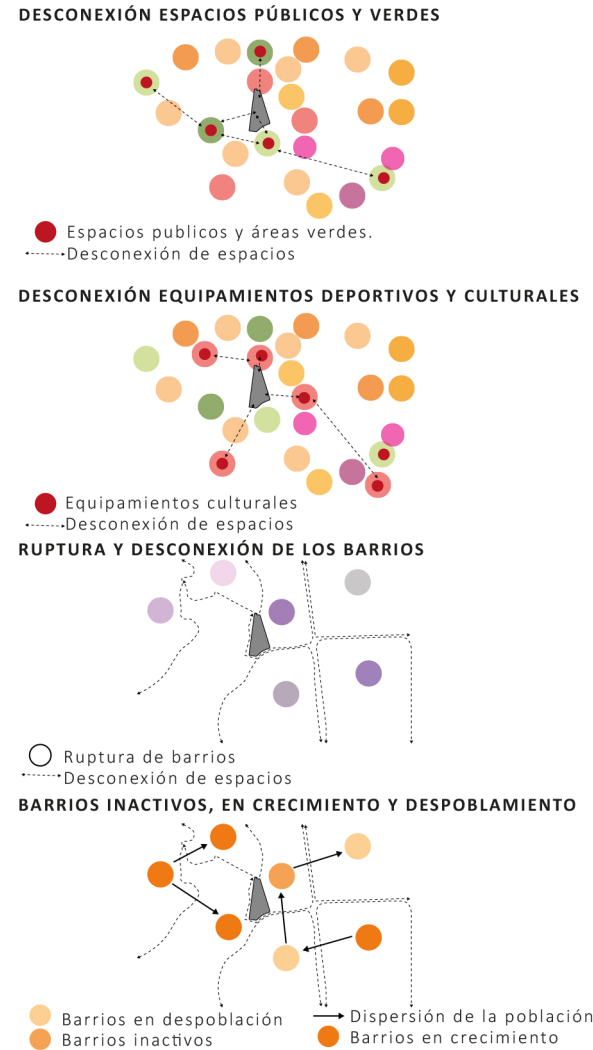 DESCONEXIÓN ESPACIOS PÚBLICOS Y VERDES
Espacios publicos y áreas verdes.
Desconexión de espacios
DESCONEXIÓN EQUIPAMIENTOS DEPORTIVOS Y CULTURALES
Equipamientos culturales
Desconexión de espacios
RUPTURA Y DESCONEXIÓN DE LOS BARRIOS
Ruptura de barrios
Desconexión de espacios
BARRIOS INACTIVOS, EN CRECIMIENTO Y DESPOBLAMIENTO
Barrios en despoblación
Barrios inactivos
Dispersión de la población
Barrios en crecimiento